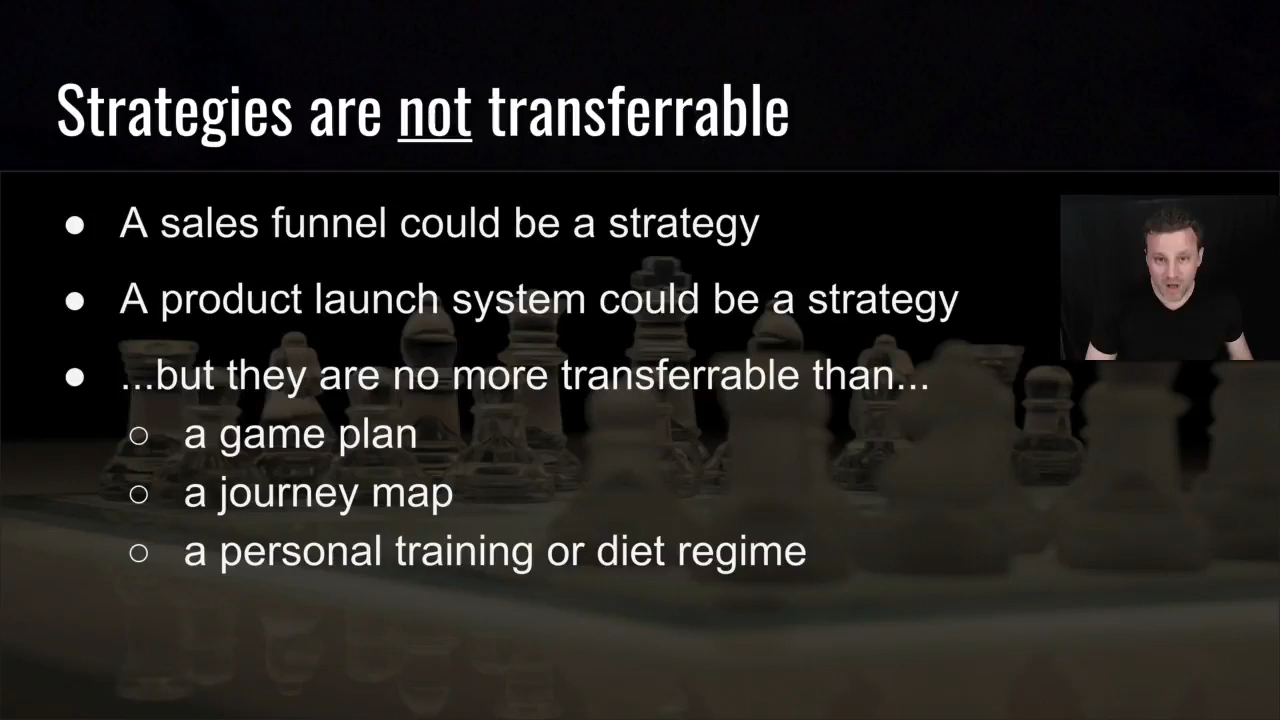 Strategies are not transferrable
● A sales funnel could be a strategy
● A product launch system could be a strategy
● ...but they are no more transferrable than...
○ a game plan
○ a journey map
○ a personal training or diet regime